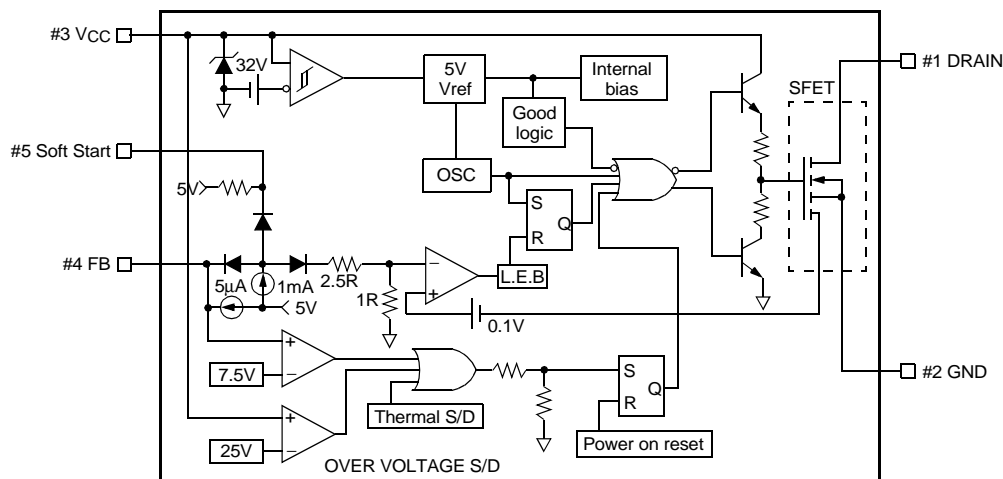 #3 VCC
32V
5V
Vref
Internal
bias
#1 DRAIN
SFET
Good
logic
#5 Soft Start
5V
OSC
S
R
Q
#4 FB
2.5R
L.E.B
5µA
1mA
5V
1R
−
+
0.1V
+
−
7.5V
S
R
Q
#2 GND
Thermal S/D
+
−
25V
Power on reset
OVER VOLTAGE S/D